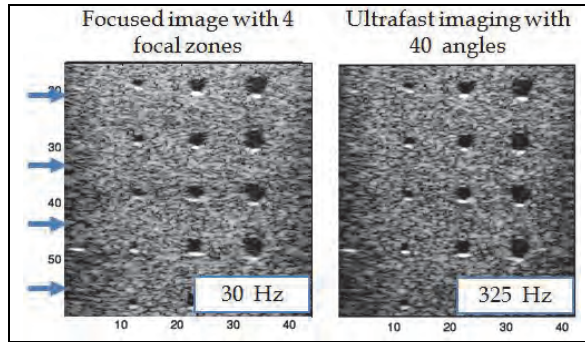 Focused image with 4
focal zones
Ultrafast imaging with
40 angles
20
30
40
50
30 Hz
325 Hz
10 20 30 40
10 20 30 40